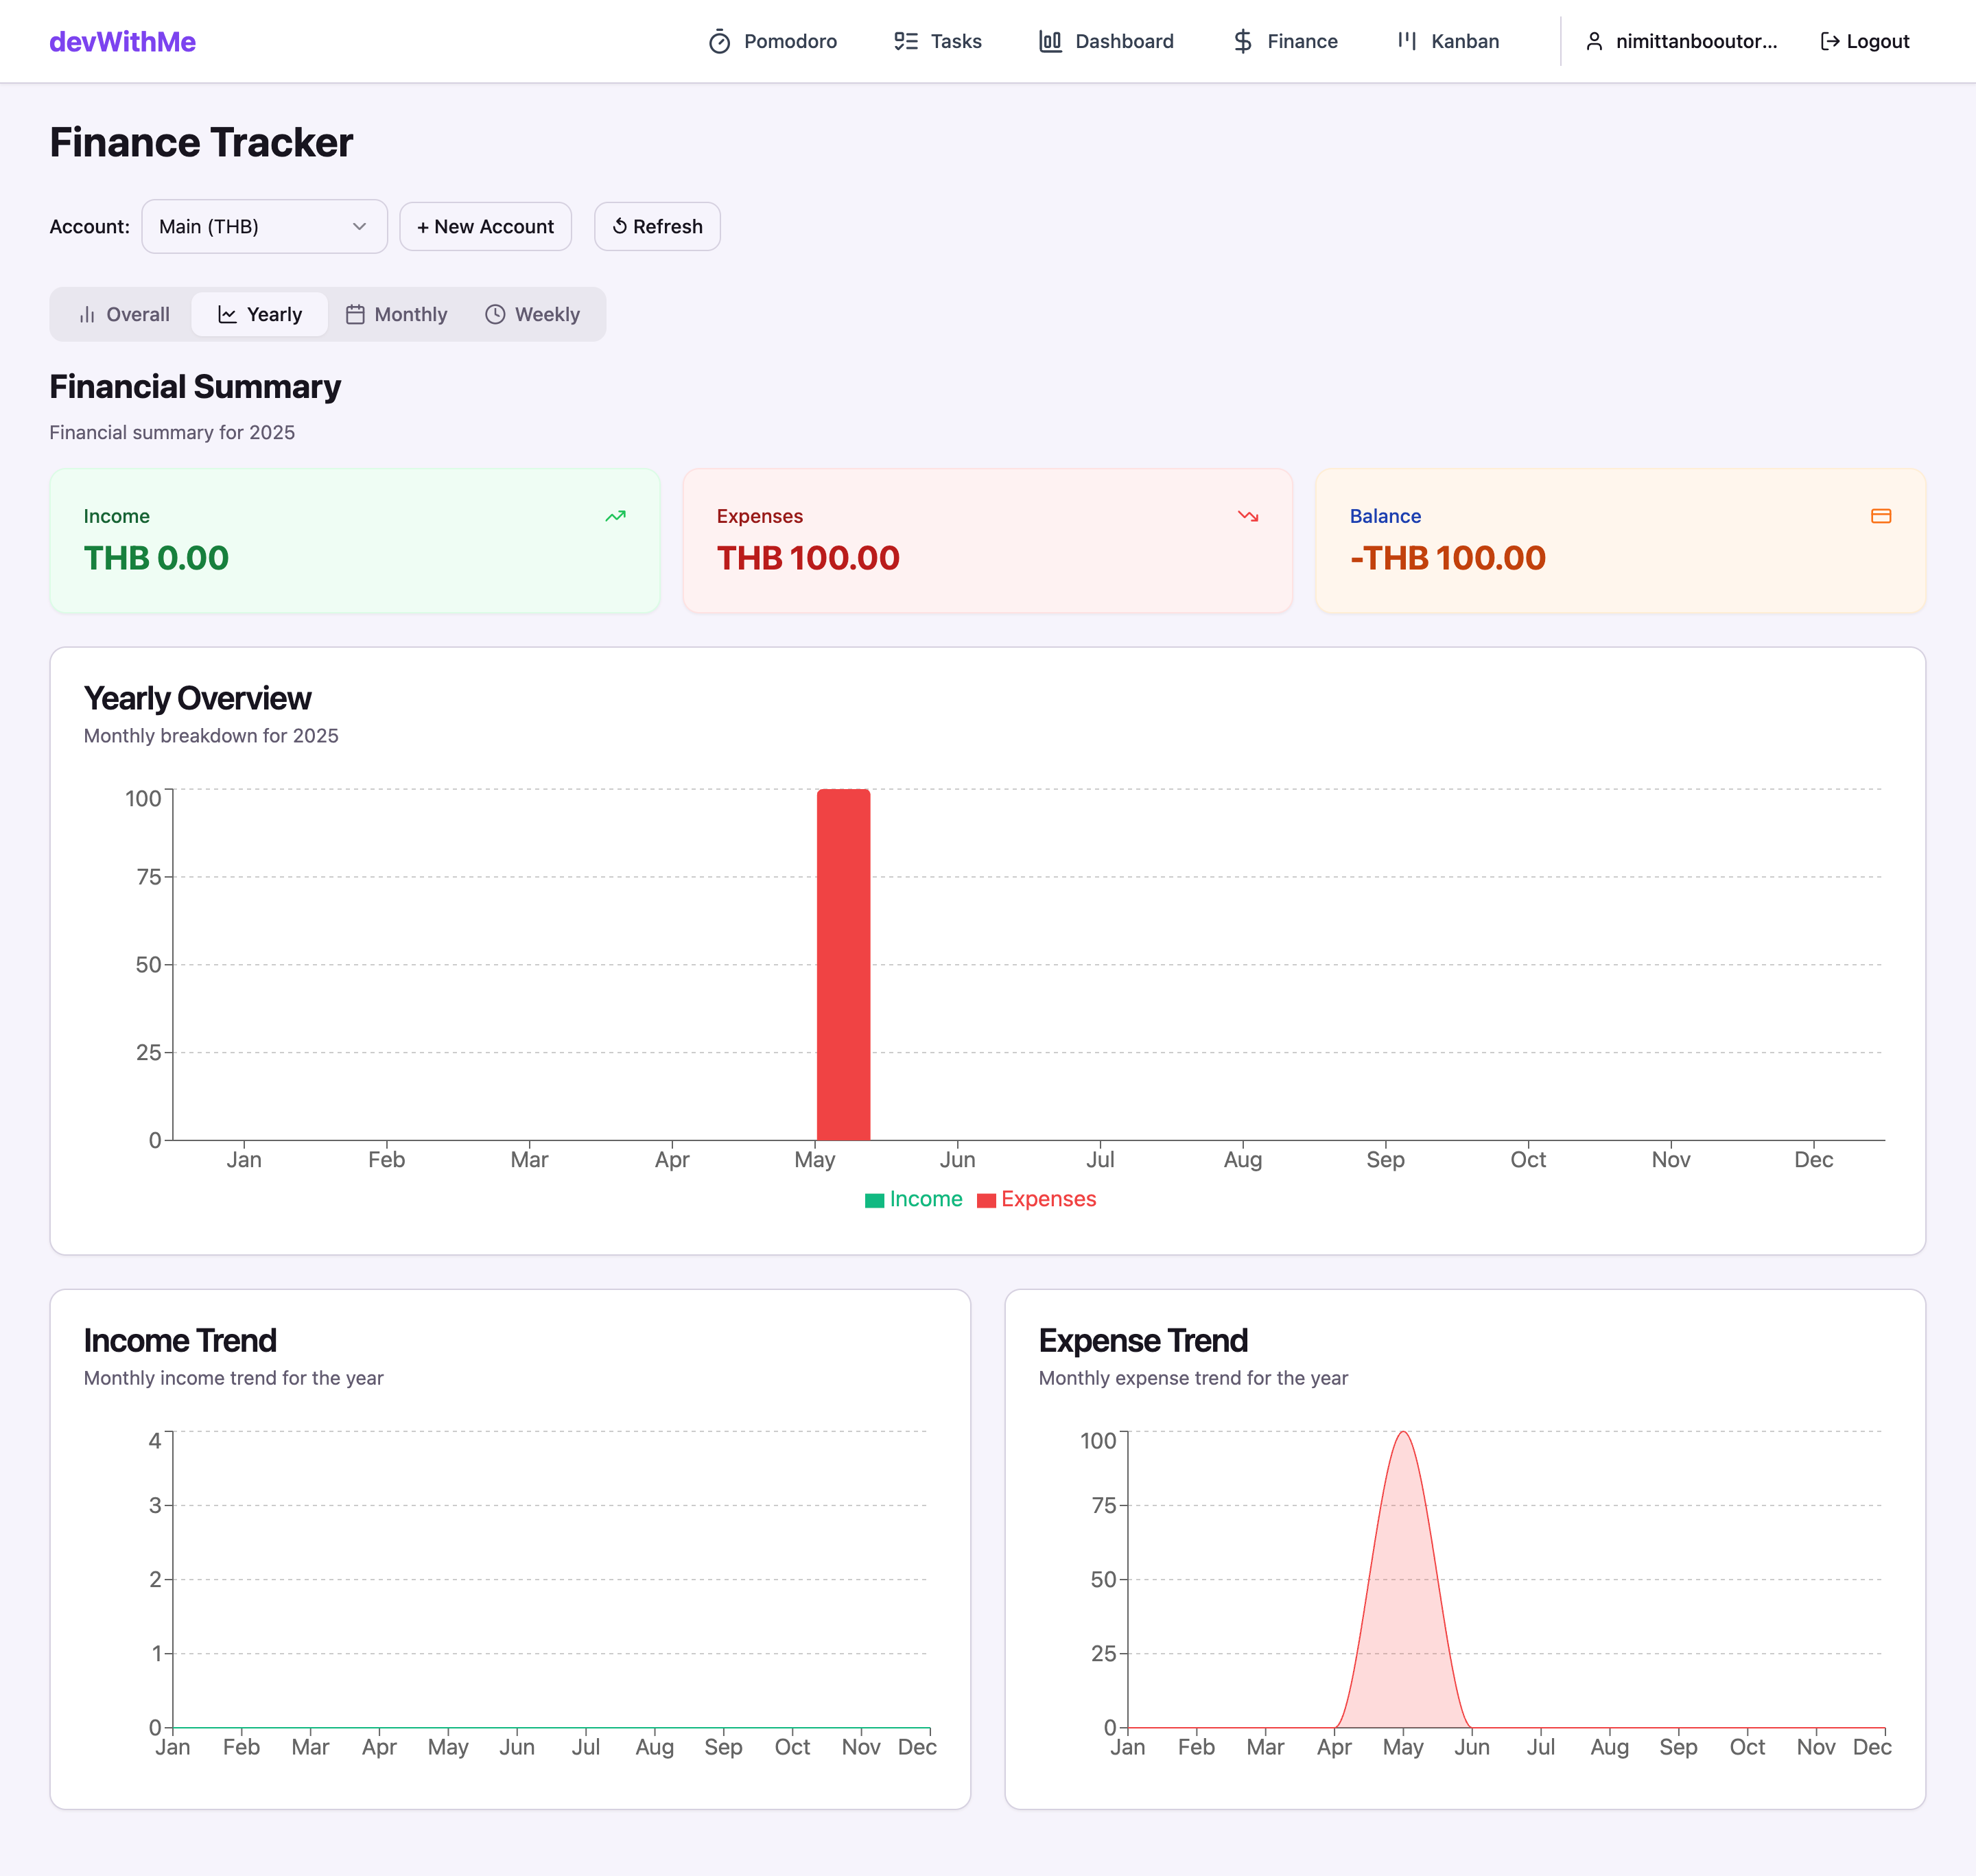 devWithMe
Pomodoro
Tasks
Dashboard
Finance
Kanban
nimittanbooutor...
Logout
Finance Tracker
Account:
Main (THB)
+ New Account
Refresh
Overall
Yearly
Monthly
Weekly
Financial Summary
Financial summary for 2025
Income
THB 0.00
Expenses
THB 100.00
Balance
-THB 100.00
Yearly Overview
Monthly breakdown for 2025
100
75
50
25
0
Jan Feb Mar Apr May Jun Jul Aug Sep Oct Nov Dec
Income Expenses
Income Trend
Monthly income trend for the year
4
3
2
1
0
Jan Feb Mar Apr May Jun Jul Aug Sep Oct Nov Dec
Expense Trend
Monthly expense trend for the year
100
75
50
25
0
Jan Feb Mar Apr May Jun Jul Aug Sep Oct Nov Dec